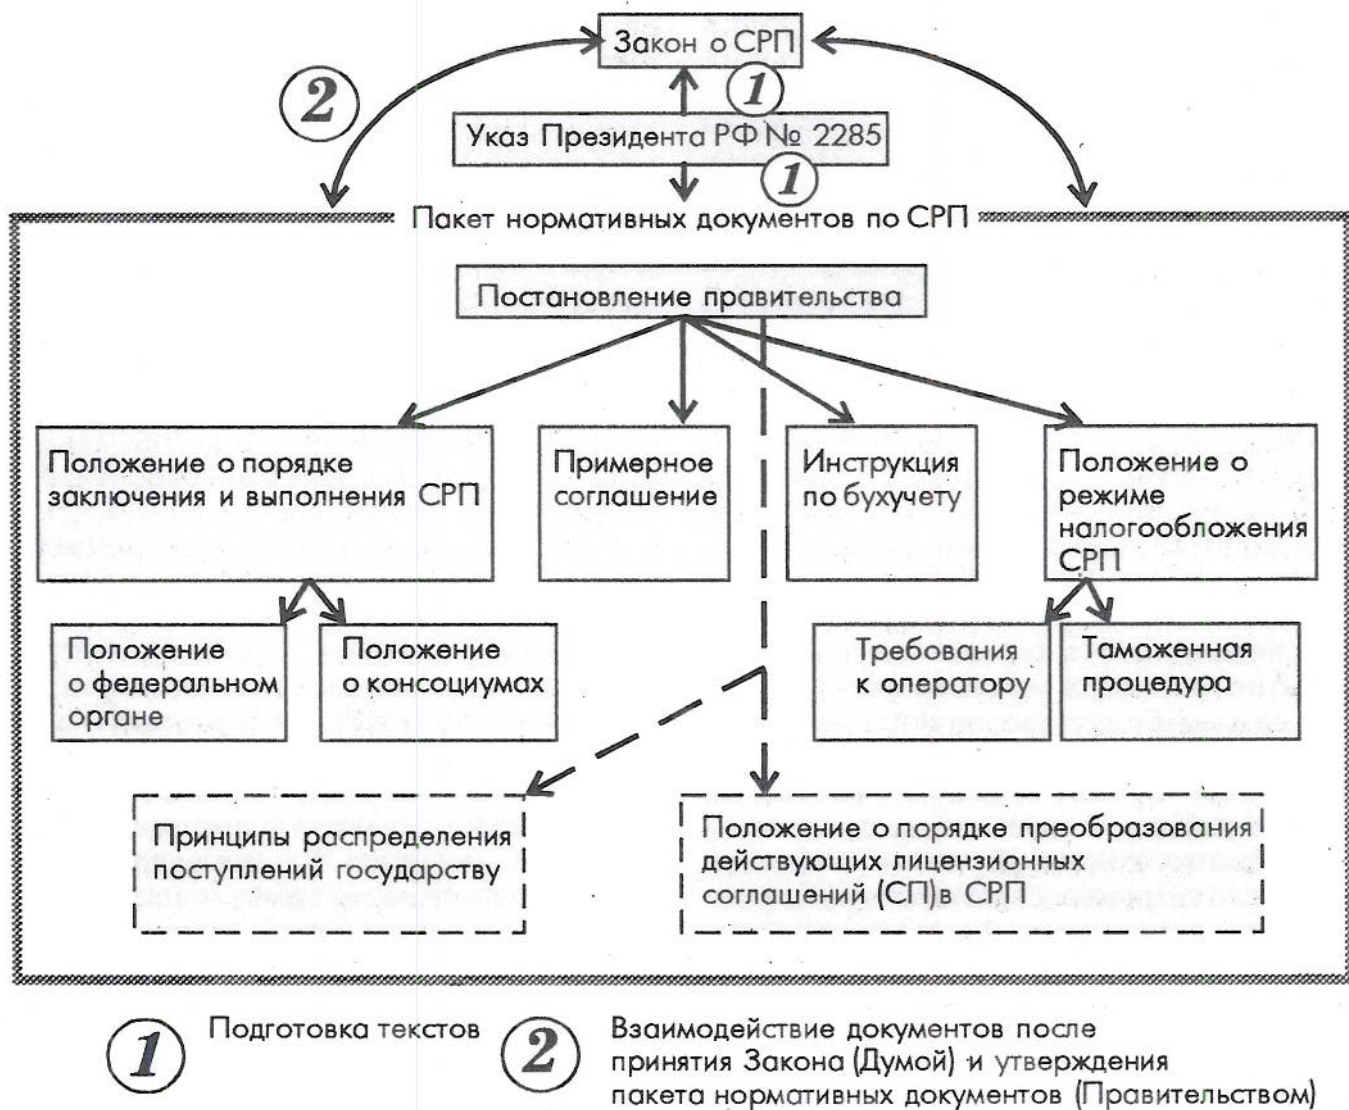 Закон о СРП
2
1
Указ Президента РФ № 2285
1
Пакет нормативных документов по СРП
Постановление правительства
Положение о порядке
заключения и выполнения СРП
Примерное
соглашение
Инструкция
по бухучету
Положение о
режиме
налогообложения
СРП
Положение
о федеральном
органе
Положение
о консоциумах
Требования
к оператору
Таможенная
процедура
Принципы распределения
поступлений государству
Положение о порядке преобразования
действующих лицензионных
соглашений (СП)в СРП
1
Подготовка текстов
2
Взаимодействие документов после
принятия Закона (Думой) и утверждения
пакета нормативных документов (Правительством)